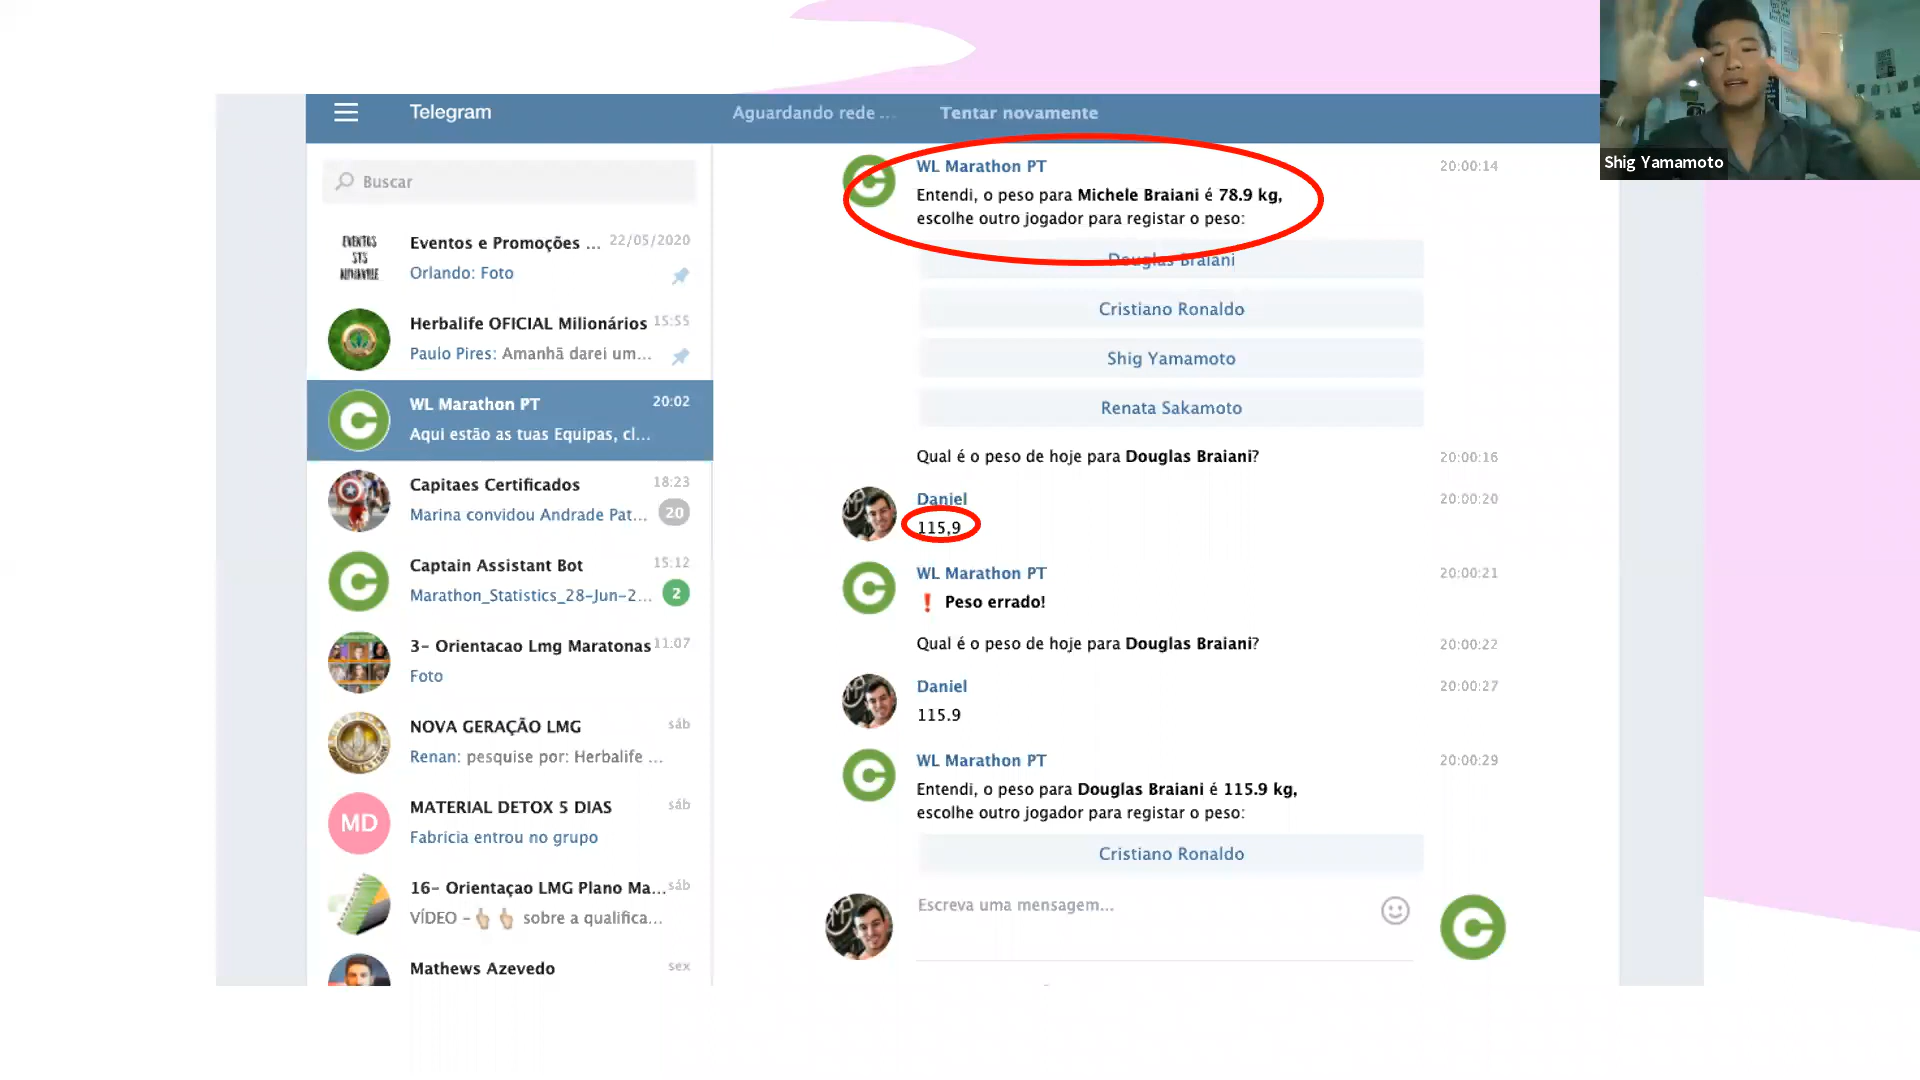 Telegram
Aguardando rede ...
Tentar novamente
Shig Yamamoto
Buscar
EVENTOS
STS
Eventos e Promoções ...
22/05/2020
Orlando: Foto
Herbalife OFICIAL Milionários
15:55
Paulo Pires: Amanhã darei um...
WL Marathon PT
20:02
Aqui estão as tuas Equipas, cl...
Capitaes Certificados
18:23
Marina convidou Andrade Pat...
20
Captain Assistant Bot
15:12
Marathon_Statistics_28-Jun-2...
2
3- Orientacao Lmg Maratonas
11:07
Foto
NOVA GERAÇÃO LMG
sáb
Renan: pesquise por: Herbalife ...
MD
MATERIAL DETOX 5 DIAS
sáb
Fabricia entrou no grupo
16- Orientaçao LMG Plano Ma...
sáb
VÍDEO - 👆🏻 👆🏻 sobre a qualifica...
Mathews Azevedo
sex
WL Marathon PT
20:00:14
Entendi, o peso para Michele Braiani é 78.9 kg,
escolhe outro jogador para registar o peso:
Douglas Braiani
Cristiano Ronaldo
Shig Yamamoto
Renata Sakamoto
Qual é o peso de hoje para Douglas Braiani?
20:00:16
Daniel
20:00:20
115,9
WL Marathon PT
20:00:21
❗ Peso errado!
Qual é o peso de hoje para Douglas Braiani?
20:00:22
Daniel
20:00:27
115.9
WL Marathon PT
20:00:29
Entendi, o peso para Douglas Braiani é 115.9 kg,
escolhe outro jogador para registar o peso:
Cristiano Ronaldo
Escreva uma mensagem...